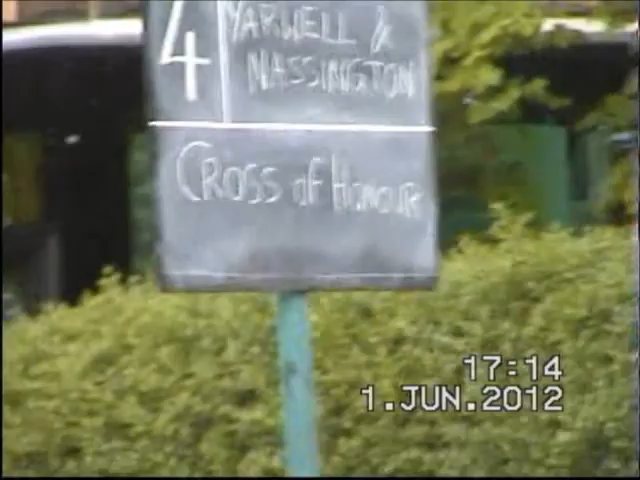 4 YARWELL &
NASSINGTON
CROSS of HONOUR
17:14
1.JUN.2012